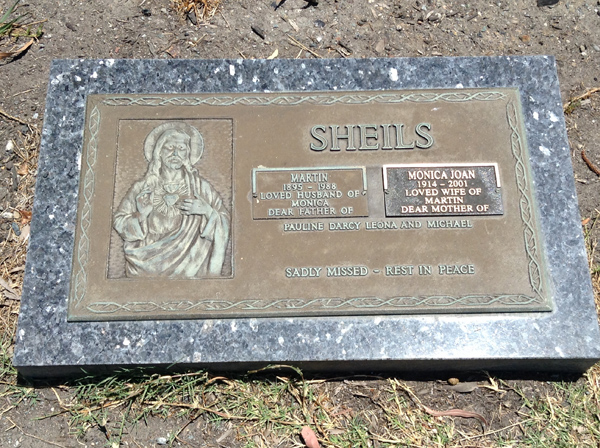 SHEILS
MARTIN
1895 - 1988
LOVED HUSBAND OF
MONICA
DEAR FATHER OF
MONICA JOAN
1914 - 2001
LOVED WIFE OF
MARTIN
DEAR MOTHER OF
PAULINE DARCY LEONA AND MICHAEL
SADLY MISSED - REST IN PEACE